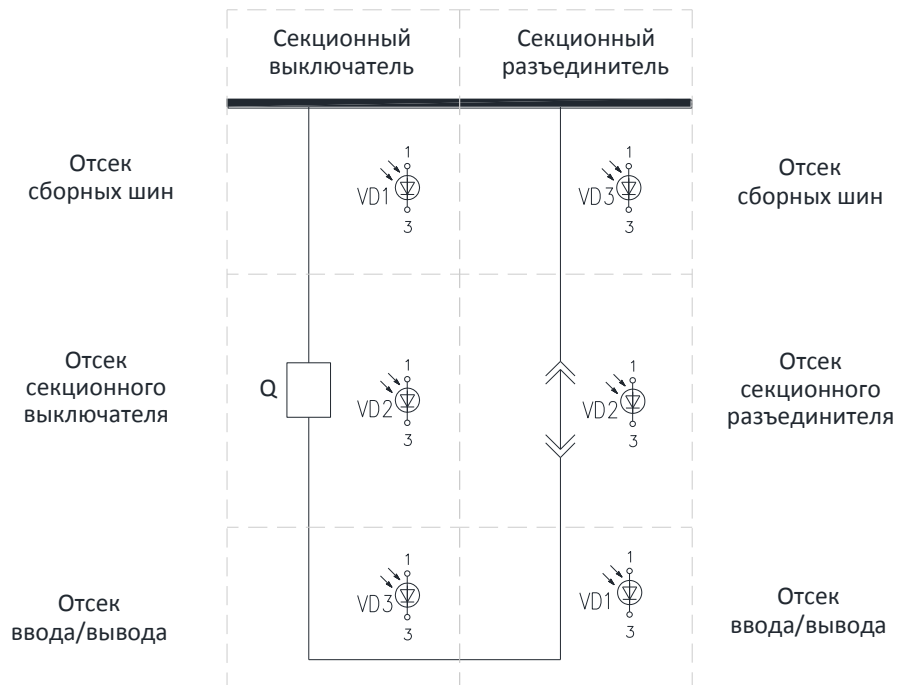 Секционный
выключатель
Секционный
разъединитель
Отсек
сборных шин
1
VD1
3
1
VD3
3
Отсек
сборных шин
Отсек
секционного
выключателя
Q
1
VD2
3
1
VD2
3
Отсек
секционного
разъединителя
Отсек
ввода/вывода
1
VD3
3
1
VD1
3
Отсек
ввода/вывода